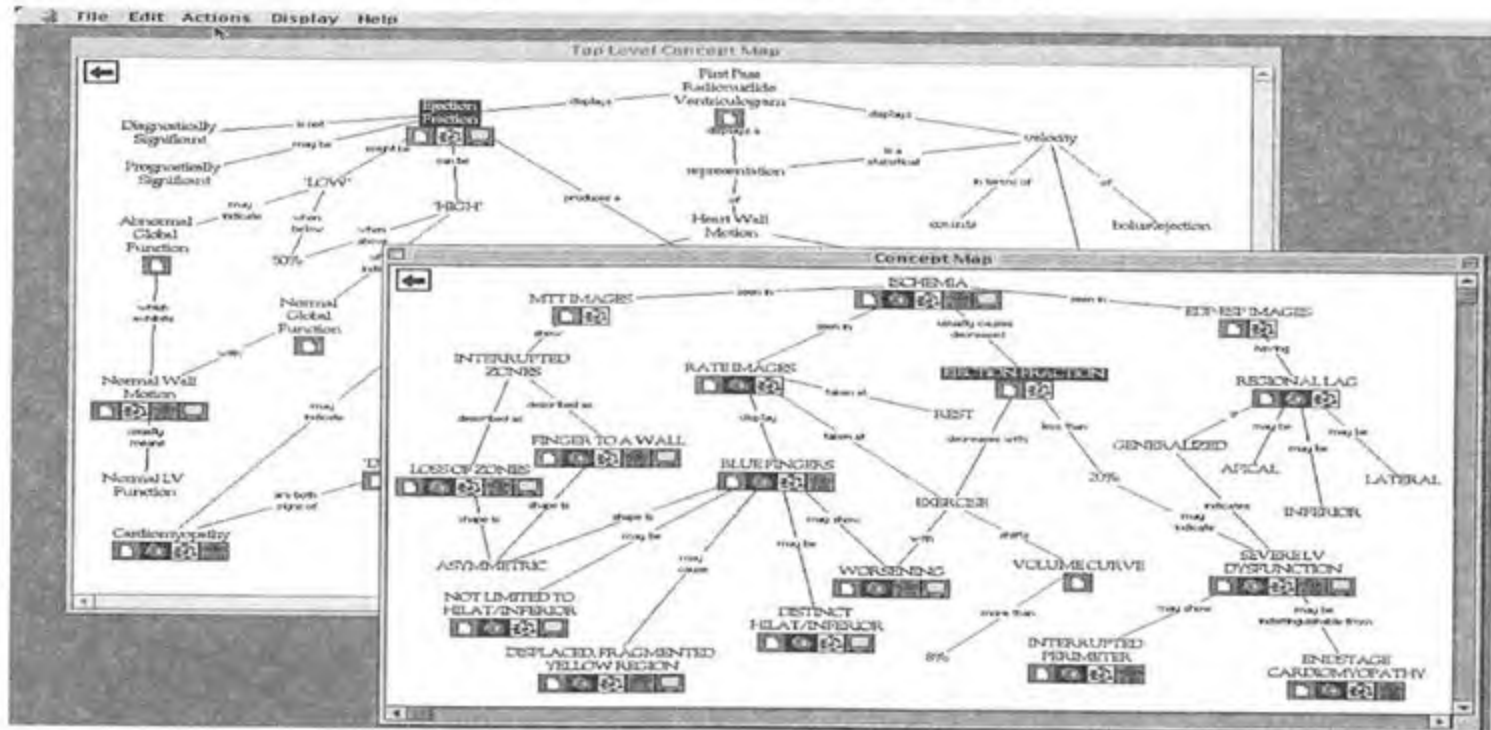 File Edit Actions Display Help
Top Level Concept Map
First Pass
Radionuclide
Ventriculogram
displays
Ejection
Fraction
displays
Diagnostically
Significant
is not
displays a
velocity
may be
might be
can be
is a
statistical
Prognostically
Significant
representation
'LOW'
in terms of
of
may
indicate
produces a
of
'HIGH'
Abnormal
Global
Function
when
below
when
above
Heart Wall
Motion
counts
bolus ejection
50%
which
exhibits
Normal
Global
Function
with
Normal Wall
Motion
may
indicate
usually
means
Normal LV
Function
are both
signs of
Cardiomyopathy
Concept Map
ISCHEMIA
seen in
seen in
MTT IMAGES
EDP-ESP IMAGES
show
seen in
usually causes
decreased
having
INTERRUPTED
ZONES
RATE IMAGES
EJECTION FRACTION
REGIONAL LAG
taken at
REST
described as
described as
display
taken at
decreases with
less than
may be
may be
may be
FINGER TO A WALL
GENERALIZED
APICAL
LATERAL
LOSS OF ZONES
BLUE FINGERS
20%
EXERCISE
indicates
INFERIOR
shape is
shape is
shape is
may be
may show
may
indicate
may
cause
may be
with
shifts
ASYMMETRIC
WORSENING
VOLUME CURVE
SEVERE LV
DYSFUNCTION
NOT LIMITED TO
HILAT/INFERIOR
DISTINCT
HILAT/INFERIOR
more than
may show
may be
indistinguishable from
DISPLACED, FRAGMENTED
YELLOW REGION
8%
INTERRUPTED
PERIMETER
ENDSTAGE
CARDIOMYOPATHY